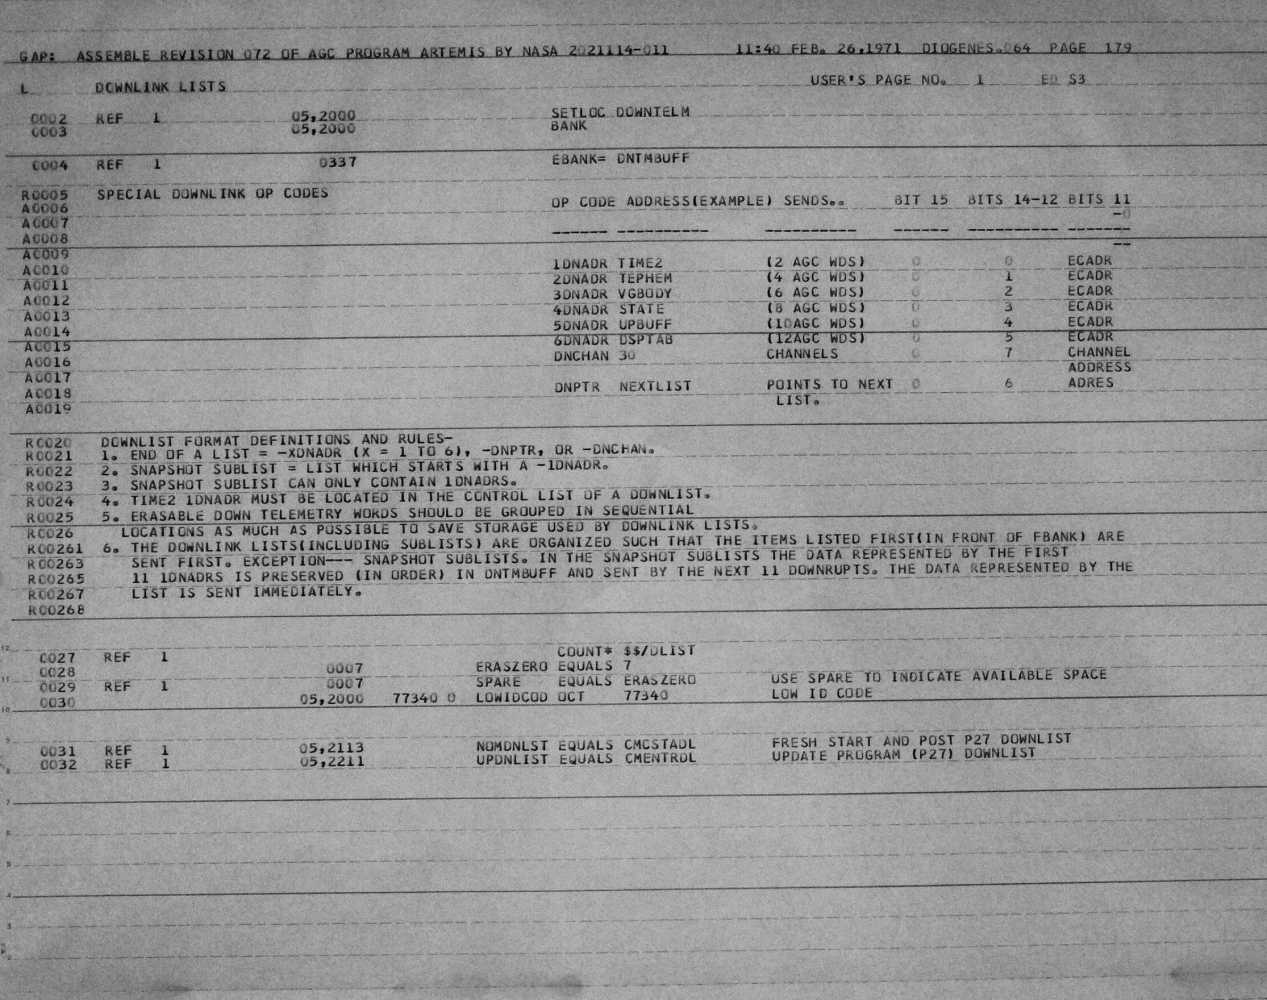 GAP: ASSEMBLE REVISION 072 OF AGC PROGRAM ARTEMIS BY NASA 2021114-011 11:40 FEB. 26,1971 DIOGENES.064 PAGE 179
L DOWNLINK LISTS USER'S PAGE NO. 1 ED S3
0002 REF 1 05,2000 SETLOC DOWNTELM
0003 05,2000 BANK
0004 REF 1 0337 EBANK= DNTMBUFF
R0005 SPECIAL DOWNLINK OP CODES
A0006 OP CODE ADDRESS(EXAMPLE) SENDS.. BIT 15 BITS 14-12 BITS 11
A0007 -0
A0008 ------ ---------- ---------- ------ ---------- -------
A0009 --
A0010 1DNADR TIME2 (2 AGC WDS) 0 0 ECADR
A0011 2DNADR TEPHEM (4 AGC WDS) 0 1 ECADR
A0012 3DNADR VGBODY (6 AGC WDS) 0 2 ECADR
A0013 4DNADR STATE (8 AGC WDS) 0 3 ECADR
A0014 5DNADR UPBUFF (10AGC WDS) 0 4 ECADR
A0015 6DNADR DSPTAB (12AGC WDS) 0 5 ECADR
A0016 DNCHAN 30 CHANNELS 0 7 CHANNEL
A0017 ADDRESS
A0018 DNPTR NEXTLIST POINTS TO NEXT 0 6 ADRES
A0019 LIST.
R0020 DOWNLIST FORMAT DEFINITIONS AND RULES-
R0021 1. END OF A LIST = -XDNADR (X = 1 TO 6), -DNPTR, OR -DNCHAN.
R0022 2. SNAPSHOT SUBLIST = LIST WHICH STARTS WITH A -1DNADR.
R0023 3. SNAPSHOT SUBLIST CAN ONLY CONTAIN 1DNADRS.
R0024 4. TIME2 1DNADR MUST BE LOCATED IN THE CONTROL LIST OF A DOWNLIST.
R0025 5. ERASABLE DOWN TELEMETRY WORDS SHOULD BE GROUPED IN SEQUENTIAL
R0026 LOCATIONS AS MUCH AS POSSIBLE TO SAVE STORAGE USED BY DOWNLINK LISTS.
R00261 6. THE DOWNLINK LISTS(INCLUDING SUBLISTS) ARE ORGANIZED SUCH THAT THE ITEMS LISTED FIRST(IN FRONT OF FBANK) ARE
R00263 SENT FIRST. EXCEPTION--- SNAPSHOT SUBLISTS. IN THE SNAPSHOT SUBLISTS THE DATA REPRESENTED BY THE FIRST
R00265 11 1DNADRS IS PRESERVED (IN ORDER) IN DNTMBUFF AND SENT BY THE NEXT 11 DOWNRUPTS. THE DATA REPRESENTED BY THE
R00267 LIST IS SENT IMMEDIATELY.
R00268
0027 REF 1 COUNT* $$/DLIST
0028 0007 ERASZERO EQUALS 7
0029 REF 1 0007 SPARE EQUALS ERASZERO USE SPARE TO INDICATE AVAILABLE SPACE
0030 05,2000 77340 0 LOWIDCOD OCT 77340 LOW ID CODE
0031 REF 1 05,2113 NOMDNLST EQUALS CMCSTADL FRESH START AND POST P27 DOWNLIST
0032 REF 1 05,2211 UPDNLIST EQUALS CMENTRDL UPDATE PROGRAM (P27) DOWNLIST